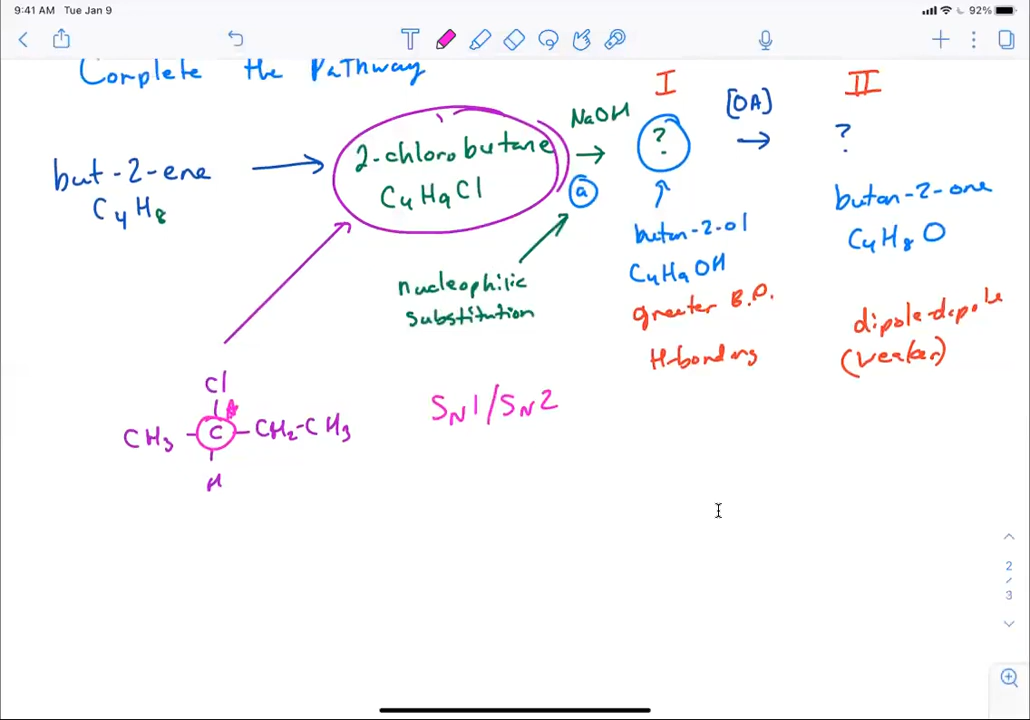 9:41 AM Tue Jan 9
92%
Complete the Pathway
I
II
but-2-ene
C4H8
2-chlorobutane
C4H9Cl
NaOH
a
?
[OA]
?
butan-2-ol
C4H9OH
greater B.P.
H-bonding
butan-2-one
C4H8O
dipole-dipole
(weaker)
nucleophilic
substitution
Cl
CH3 - C - CH2-CH3
H
SN1/SN2
2
/
3